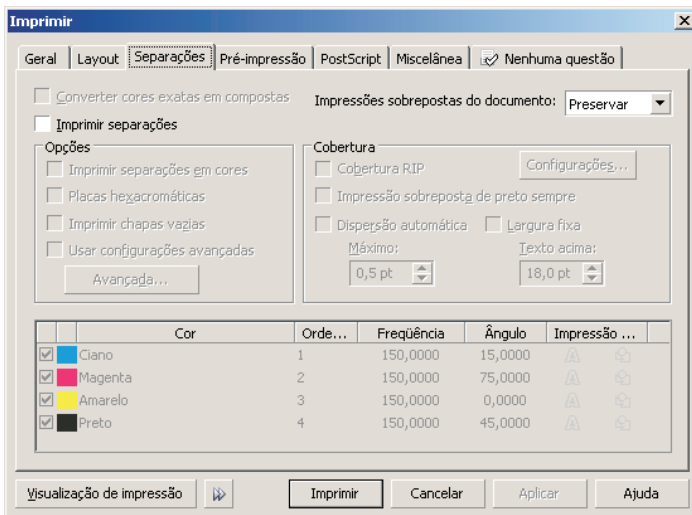 Imprimir
Geral Layout Separações Pré-impressão PostScript Miscelânea Nenhuma questão
Converter cores exatas em compostas Impressões sobrepostas do documento: Preservar
Imprimir separações
Opções Cobertura
Imprimir separações em cores Cobertura RIP Configurações...
Placas hexacromáticas Impressão sobreposta de preto sempre
Imprimir chapas vazias Dispersão automática Largura fixa
Usar configurações avançadas Máximo: Texto acima:
Avançada... 0,5 pt 18,0 pt
Cor Orde... Freqüência Ângulo Impressão ...
Ciano 1 150,0000 15,0000
Magenta 2 150,0000 75,0000
Amarelo 3 150,0000 0,0000
Preto 4 150,0000 45,0000
Visualização de impressão Imprimir Cancelar Aplicar Ajuda